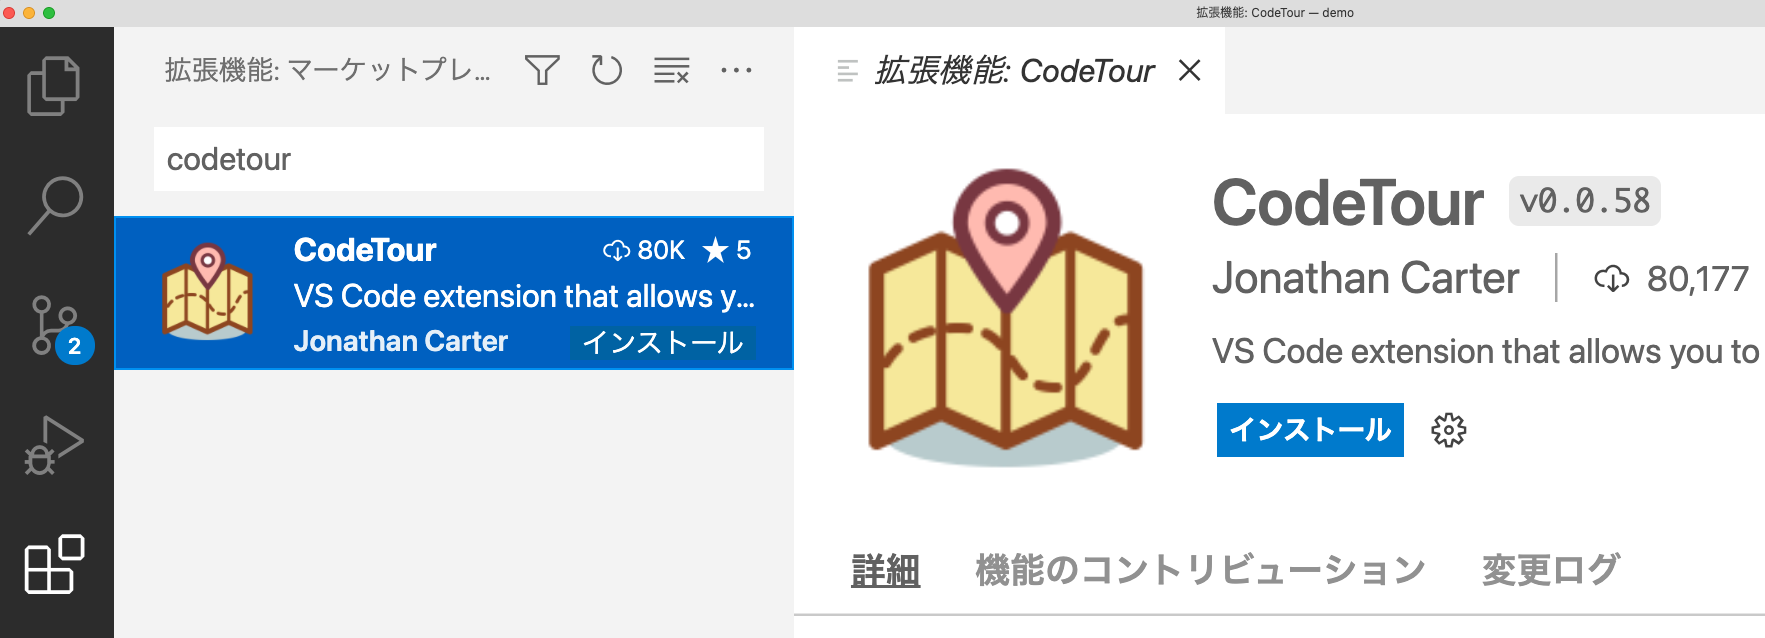 拡張機能: CodeTour — demo
拡張機能: マーケットプレ...
codetour
CodeTour 80K ★ 5
VS Code extension that allows y...
Jonathan Carter インストール
2
拡張機能: CodeTour
CodeTour v0.0.58
Jonathan Carter 80,177
VS Code extension that allows you to
インストール
詳細 機能のコントリビューション 変更ログ